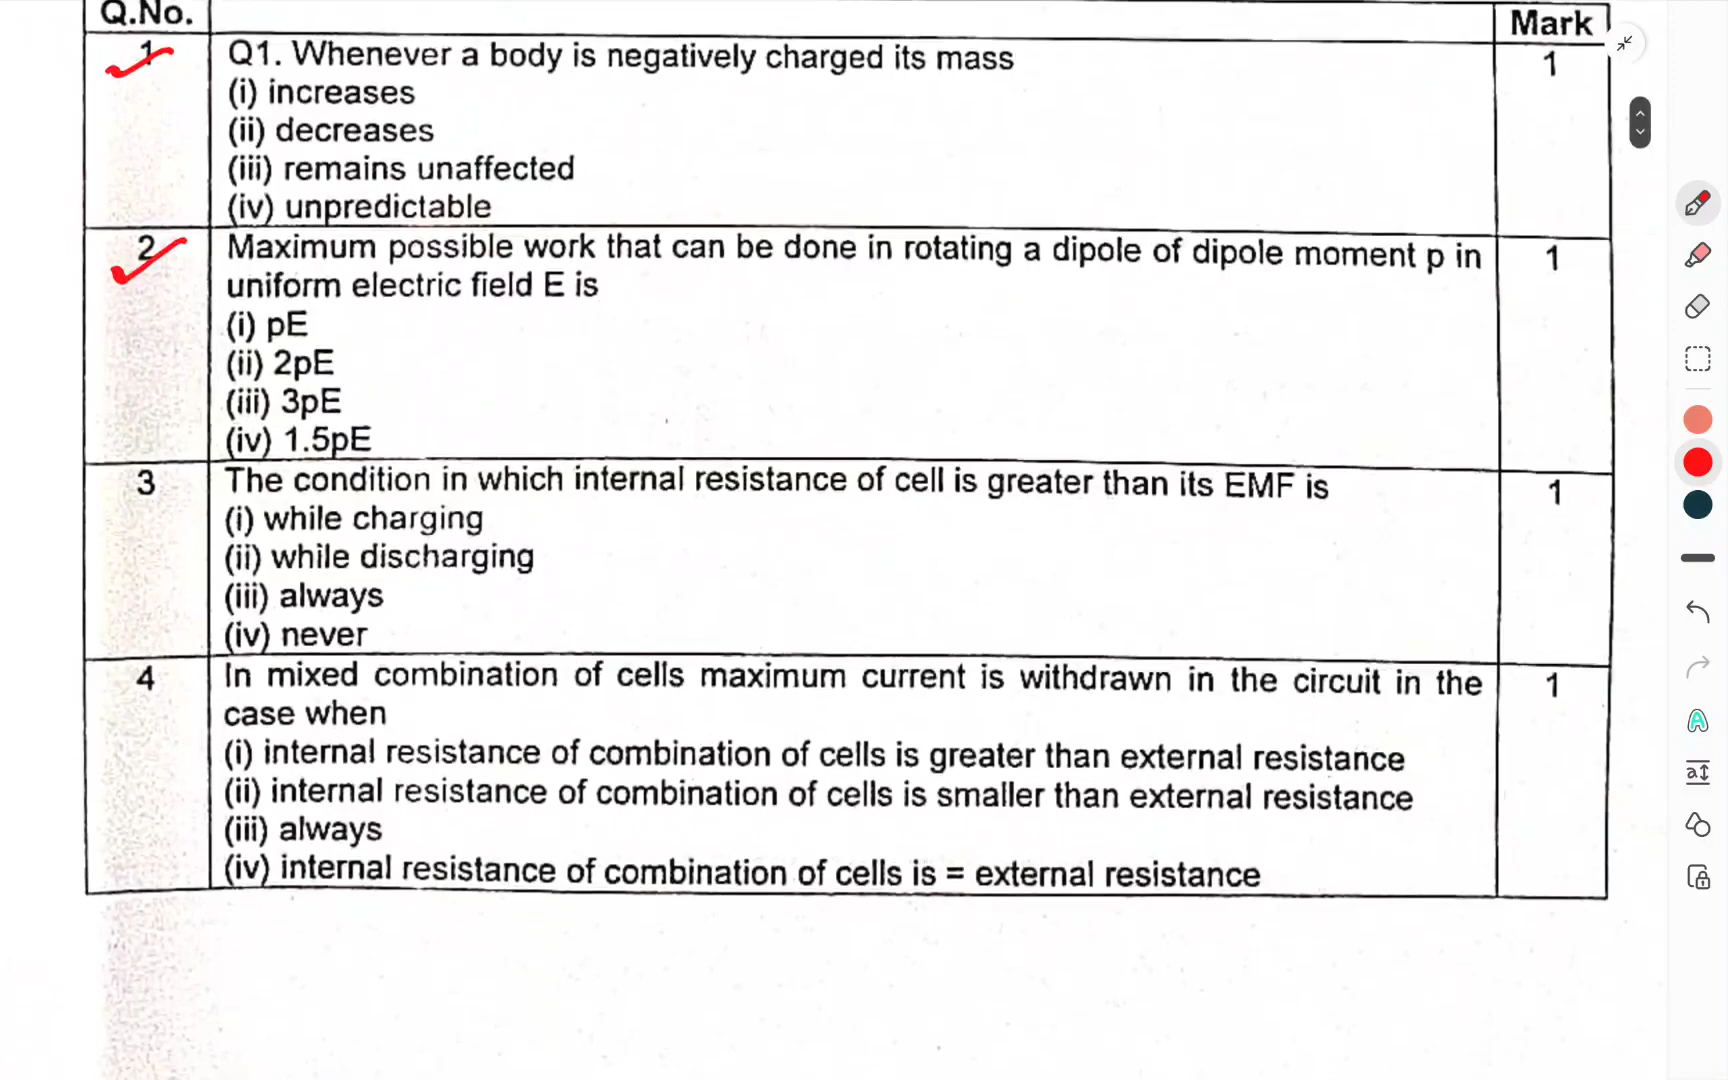 Q.No.
Mark
1
Q1. Whenever a body is negatively charged its mass
1
(i) increases
(ii) decreases
(iii) remains unaffected
(iv) unpredictable
2
Maximum possible work that can be done in rotating a dipole of dipole moment p in
1
uniform electric field E is
(i) pE
(ii) 2pE
(iii) 3pE
(iv) 1.5pE
3
The condition in which internal resistance of cell is greater than its EMF is
1
(i) while charging
(ii) while discharging
(iii) always
(iv) never
4
In mixed combination of cells maximum current is withdrawn in the circuit in the
1
case when
(i) internal resistance of combination of cells is greater than external resistance
(ii) internal resistance of combination of cells is smaller than external resistance
(iii) always
(iv) internal resistance of combination of cells is = external resistance
A
a